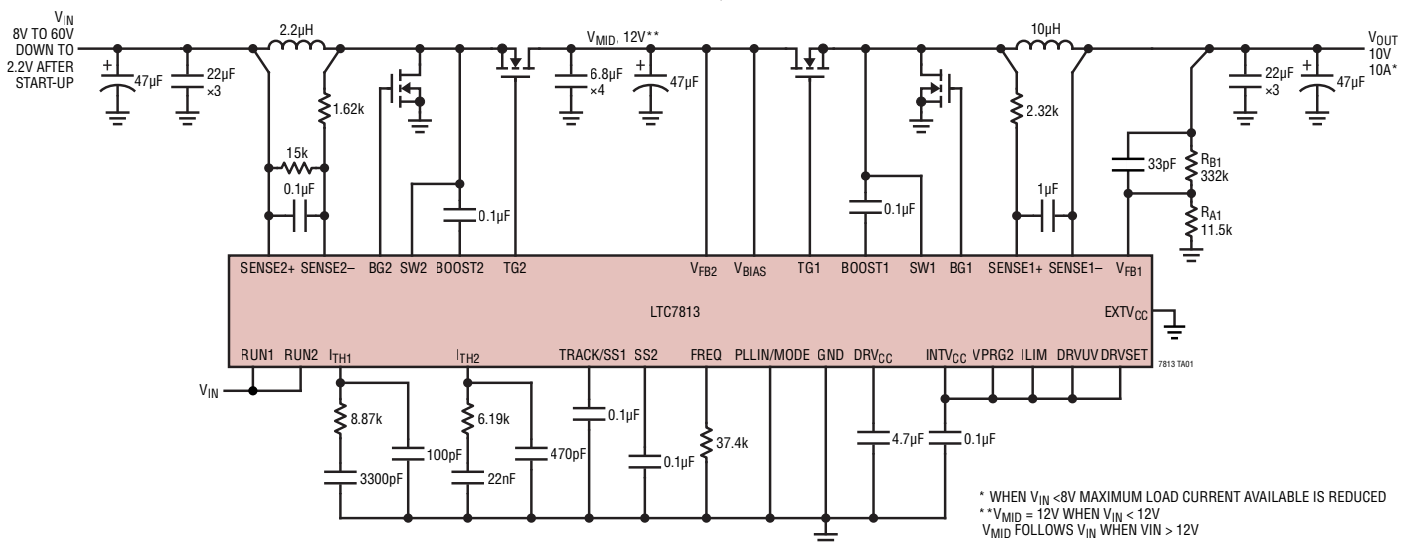 VIN
8V TO 60V
DOWN TO
2.2V AFTER
START-UP
+
47µF
22µF
×3
2.2µH
1.62k
15k
0.1µF
0.1µF
VMID, 12V**
6.8µF
×4
+
47µF
0.1µF
10µH
2.32k
1µF
33pF
RB1
332k
RA1
11.5k
22µF
×3
+
47µF
VOUT
10V
10A*
SENSE2+ SENSE2– BG2 SW2 BOOST2 TG2 VFB2 VBIAS TG1 BOOST1 SW1 BG1 SENSE1+ SENSE1– VFB1
LTC7813
EXTVCC
RUN1 RUN2 ITH1 ITH2 TRACK/SS1 SS2 FREQ PLLIN/MODE GND DRVCC INTVCC VPRG2 ILIM DRVUV DRVSET
7813 TA01
VIN
8.87k
3300pF
100pF
6.19k
22nF
470pF
0.1µF
0.1µF
37.4k
4.7µF
0.1µF
* WHEN VIN <8V MAXIMUM LOAD CURRENT AVAILABLE IS REDUCED
**VMID = 12V WHEN VIN < 12V
VMID FOLLOWS VIN WHEN VIN > 12V